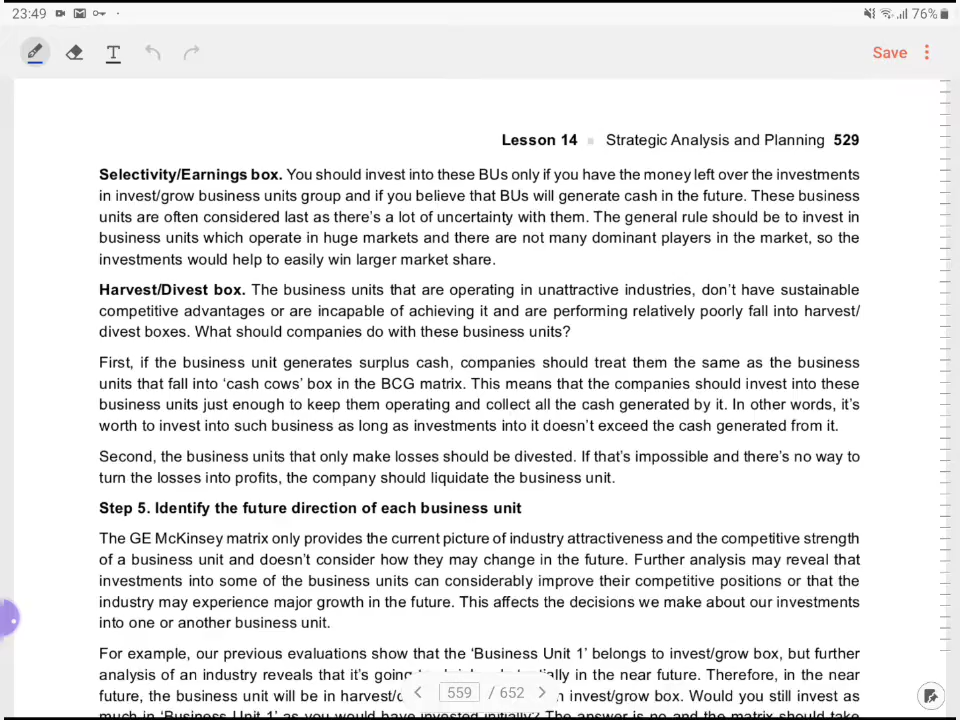 23:49
76%
Save
Lesson 14 Strategic Analysis and Planning 529
Selectivity/Earnings box. You should invest into these BUs only if you have the money left over the investments
in invest/grow business units group and if you believe that BUs will generate cash in the future. These business
units are often considered last as there's a lot of uncertainty with them. The general rule should be to invest in
business units which operate in huge markets and there are not many dominant players in the market, so the
investments would help to easily win larger market share.
Harvest/Divest box. The business units that are operating in unattractive industries, don't have sustainable
competitive advantages or are incapable of achieving it and are performing relatively poorly fall into harvest/
divest boxes. What should companies do with these business units?
First, if the business unit generates surplus cash, companies should treat them the same as the business
units that fall into 'cash cows' box in the BCG matrix. This means that the companies should invest into these
business units just enough to keep them operating and collect all the cash generated by it. In other words, it's
worth to invest into such business as long as investments into it doesn't exceed the cash generated from it.
Second, the business units that only make losses should be divested. If that's impossible and there's no way to
turn the losses into profits, the company should liquidate the business unit.
Step 5. Identify the future direction of each business unit
The GE McKinsey matrix only provides the current picture of industry attractiveness and the competitive strength
of a business unit and doesn't consider how they may change in the future. Further analysis may reveal that
investments into some of the business units can considerably improve their competitive positions or that the
industry may experience major growth in the future. This affects the decisions we make about our investments
into one or another business unit.
For example, our previous evaluations show that the 'Business Unit 1' belongs to invest/grow box, but further
analysis of an industry reveals that it's going in the near future. Therefore, in the near
future, the business unit will be in invest/grow box. Would you still invest as
559 / 652
much in 'Business Unit 1' as you would have invested initially? The answer is no and the matrix should take